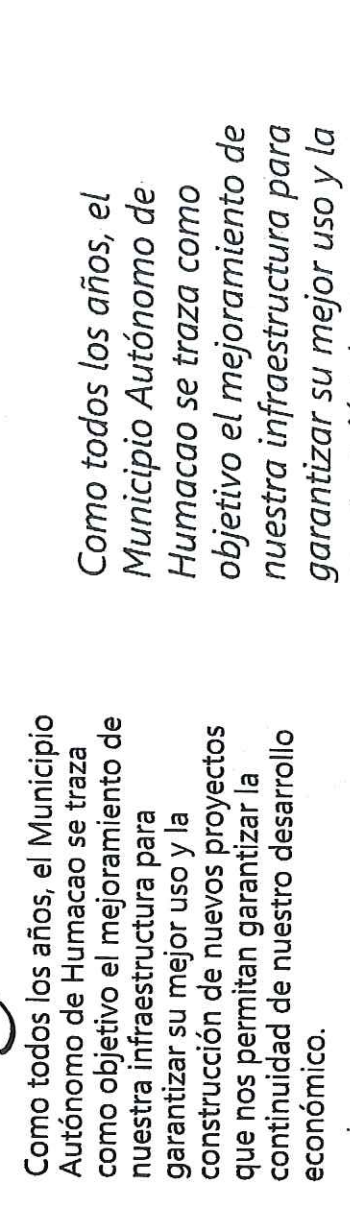 Como todos los años, el Municipio
Autónomo de Humacao se traza
como objetivo el mejoramiento de
nuestra infraestructura para
garantizar su mejor uso y la
construcción de nuevos proyectos
que nos permitan garantizar la
continuidad de nuestro desarrollo
económico.
Como todos los años, el
Municipio Autónomo de
Humacao se traza como
objetivo el mejoramiento de
nuestra infraestructura para
garantizar su mejor uso y la